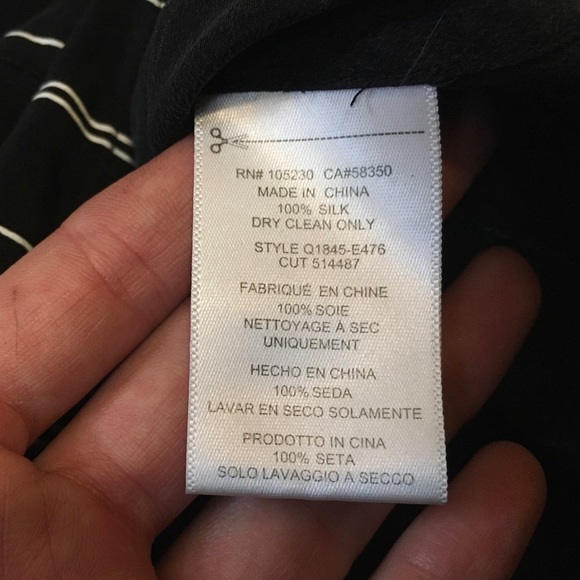 RN# 105230 CA#58350
MADE IN CHINA
100% SILK
DRY CLEAN ONLY
STYLE Q1845-E476
CUT 514487
FABRIQUÉ EN CHINE
100% SOIE
NETTOYAGE À SEC
UNIQUEMENT
HECHO EN CHINA
100% SEDA
LAVAR EN SECO SOLAMENTE
PRODOTTO IN CINA
100% SETA
SOLO LAVAGGIO A SECCO